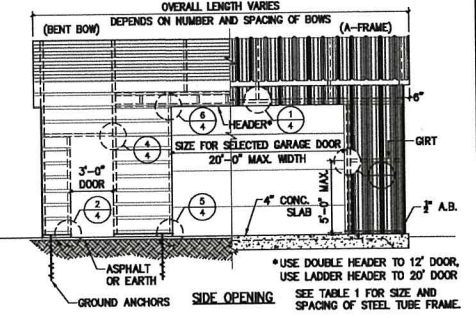 OVERALL LENGTH VARIES
DEPENDS ON NUMBER AND SPACING OF BOWS
(BENT BOW)
(A-FRAME)
6"
6
4
1
4
HEADER*
4
4
SIZE FOR SELECTED GARAGE DOOR
20'-0" MAX. WIDTH
GIRT
3'-0"
DOOR
2
4
5
4
4" CONC.
SLAB
5'-0" MAX.
½" A.B.
ASPHALT
OR EARTH
GROUND ANCHORS
*USE DOUBLE HEADER TO 12' DOOR,
USE LADDER HEADER TO 20' DOOR
SIDE OPENING
SEE TABLE 1 FOR SIZE AND
SPACING OF STEEL TUBE FRAME.